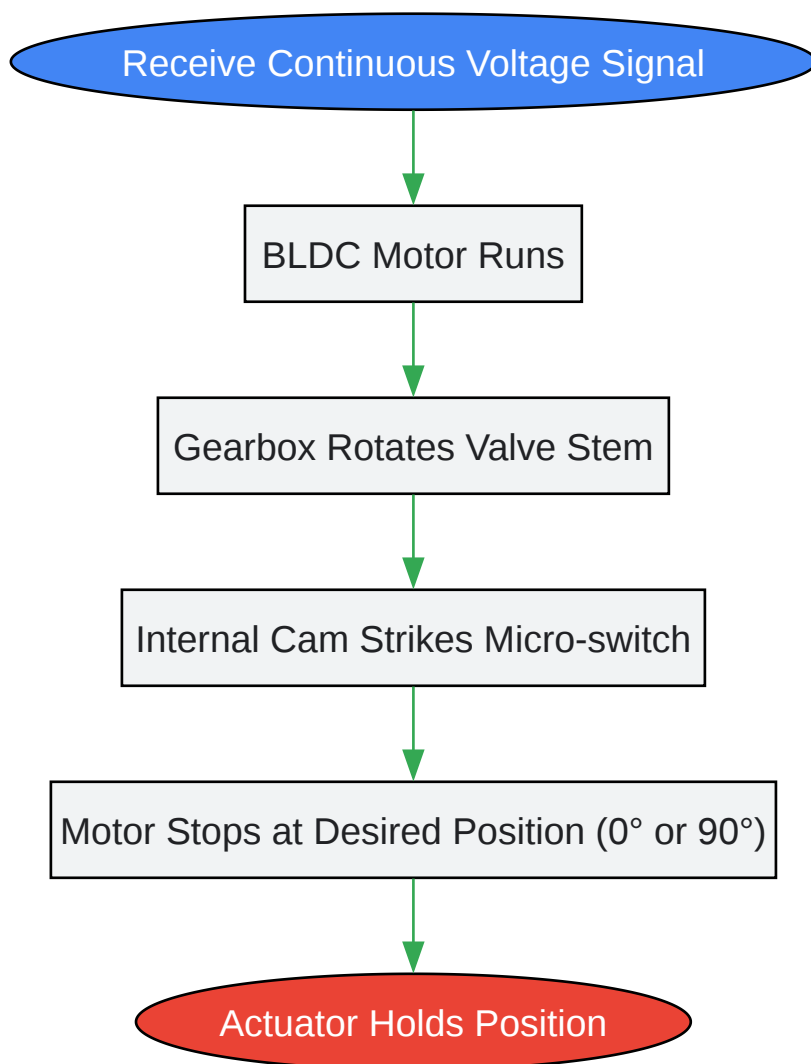 Receive Continuous Voltage Signal
BLDC Motor Runs
Gearbox Rotates Valve Stem
Internal Cam Strikes Micro-switch
Motor Stops at Desired Position (0° or 90°)
Actuator Holds Position